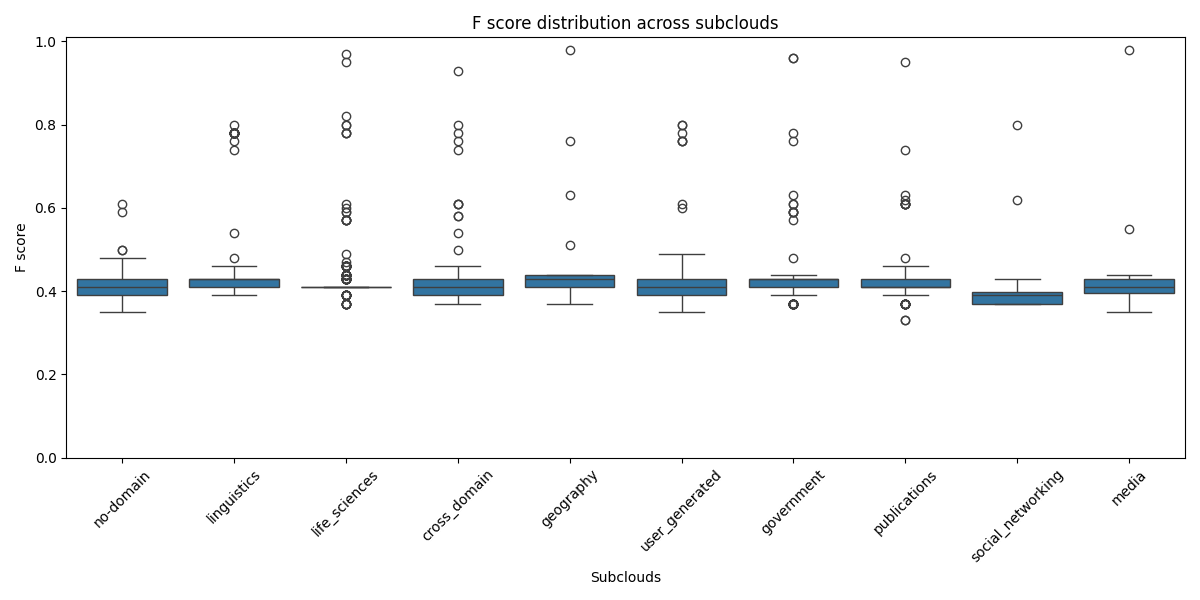 F score distribution across subclouds
F score
1.0
0.8
0.6
0.4
0.2
0.0
no-domain
linguistics
life_sciences
cross_domain
geography
user_generated
government
publications
social_networking
media
Subclouds